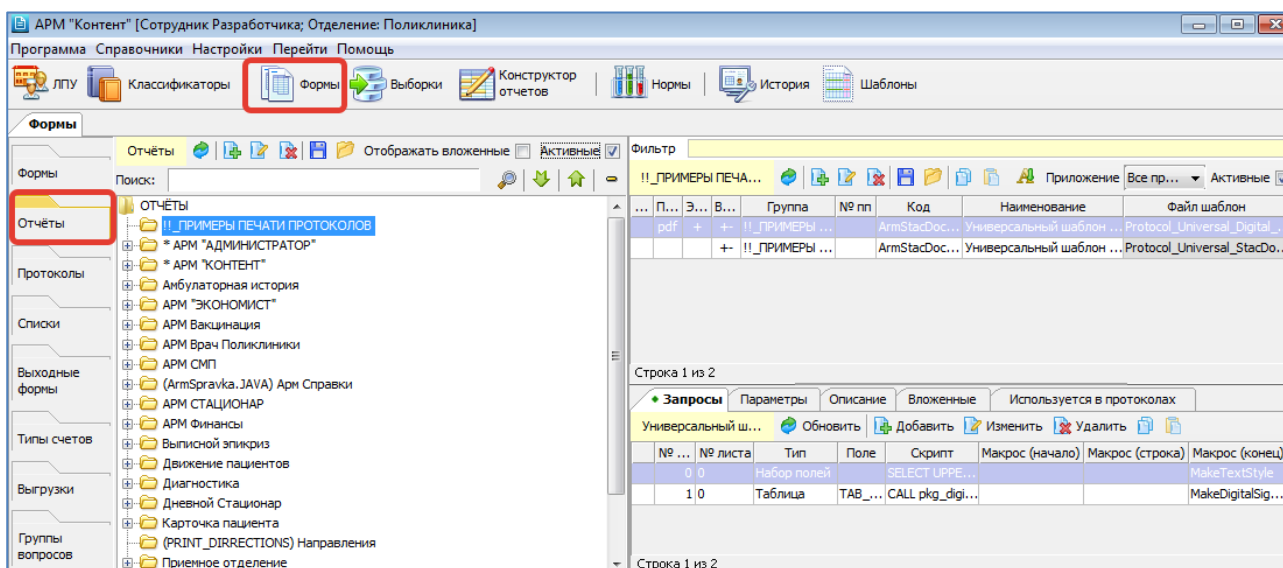 АРМ "Контент" [Сотрудник Разработчика; Отделение: Поликлиника]
Программа Справочники Настройки Перейти Помощь
ЛПУ Классификаторы Формы Выборки Конструктор отчетов Нормы История Шаблоны
Формы
Формы
Отчёты
Протоколы
Списки
Выходные
формы
Типы счетов
Выгрузки
Группы
вопросов
Отчёты Отображать вложенные Активные
Поиск:
ОТЧЁТЫ
!!_ПРИМЕРЫ ПЕЧАТИ ПРОТОКОЛОВ
* АРМ "АДМИНИСТРАТОР"
* АРМ "КОНТЕНТ"
Амбулаторная история
АРМ "ЭКОНОМИСТ"
АРМ Вакцинация
АРМ Врач Поликлиники
АРМ СМП
(ArmSpravka.JAVA) Арм Справки
АРМ СТАЦИОНАР
АРМ Финансы
Выписной эпикриз
Движение пациентов
Диагностика
Дневной Стационар
Карточка пациента
(PRINT_DIRRECTIONS) Направления
Приемное отделение
Фильтр
!!_ПРИМЕРЫ ПЕЧА... Приложение Все пр... Активные
... П... Э... В... Группа № пп Код Наименование Файл шаблон
pdf + +- !!_ПРИМЕРЫ ... ArmStacDoc... Универсальный шаблон ... Protocol_Universal_Digital_...
+- !!_ПРИМЕРЫ ... ArmStacDoc... Универсальный шаблон ... Protocol_Universal_StacDo...
Строка 1 из 2
Запросы Параметры Описание Вложенные Используется в протоколах
Универсальный ш... Обновить Добавить Изменить Удалить
№ ... № листа Тип Поле Скрипт Макрос (начало) Макрос (строка) Макрос (конец)
0 0 Набор полей SELECT UPPE... MakeTextStyle
1 0 Таблица TAB_... CALL pkg_digi... MakeDigitalSig...
Строка 1 из 2